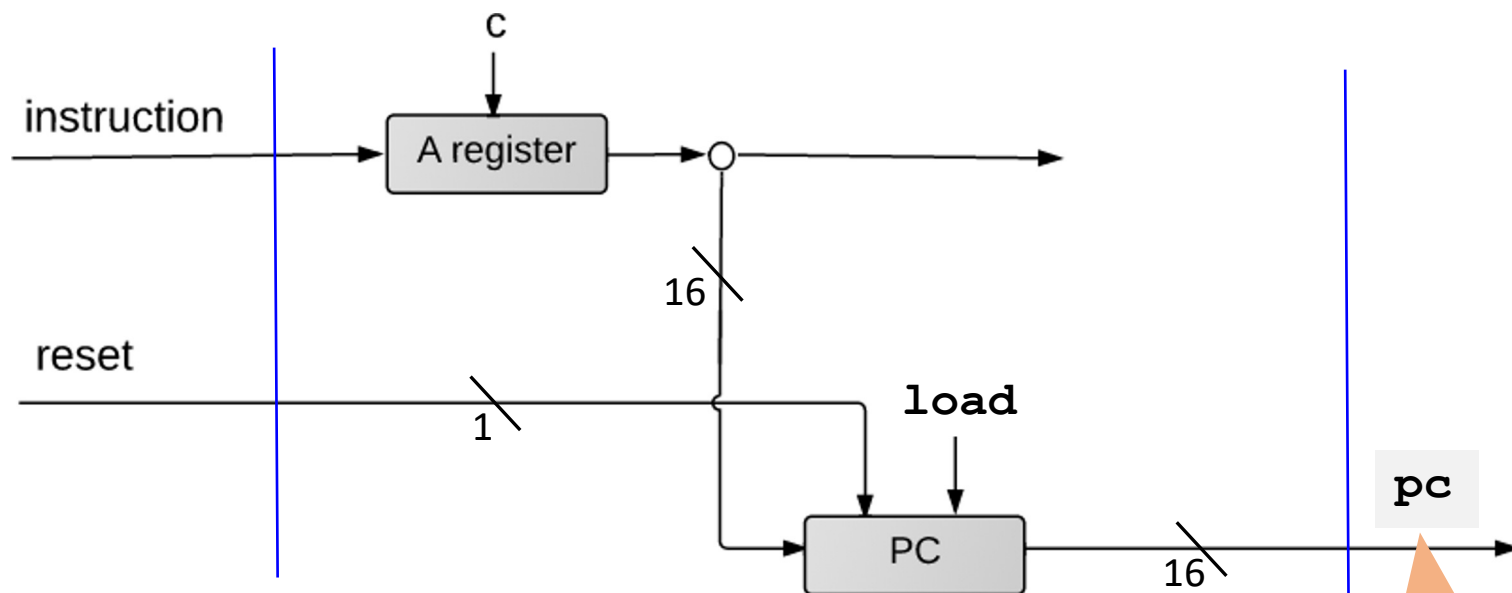 c
instruction
A register
16
reset
load
1
pc
PC
16